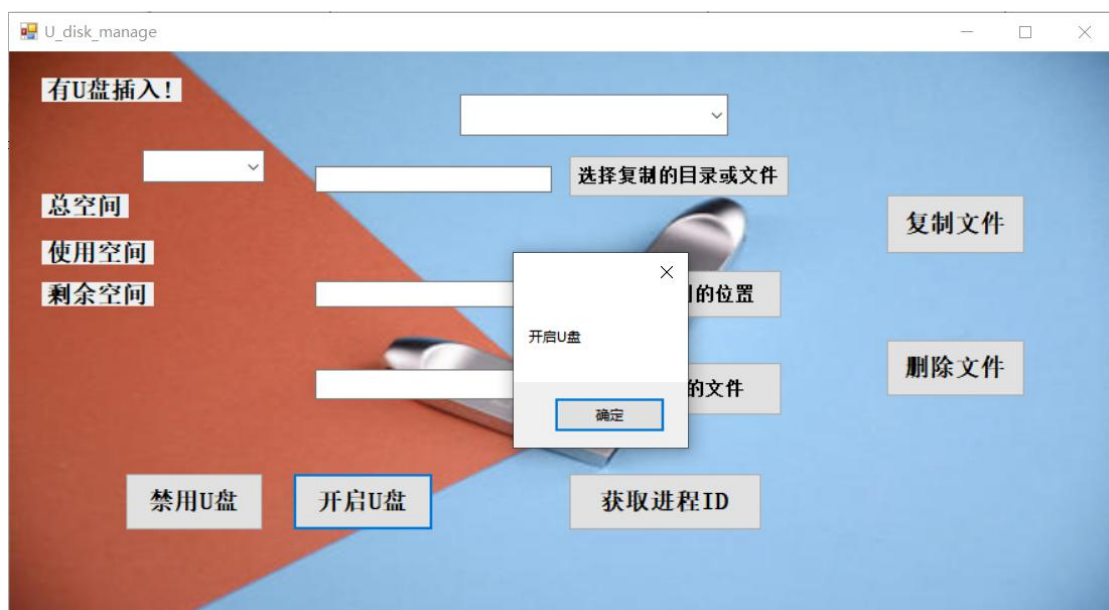 U_disk_manage
有U盘插入!
选择复制的目录或文件
总空间
复制文件
使用空间
剩余空间
的位置
开启U盘
删除文件
的文件
确定
禁用U盘
开启U盘
获取进程ID